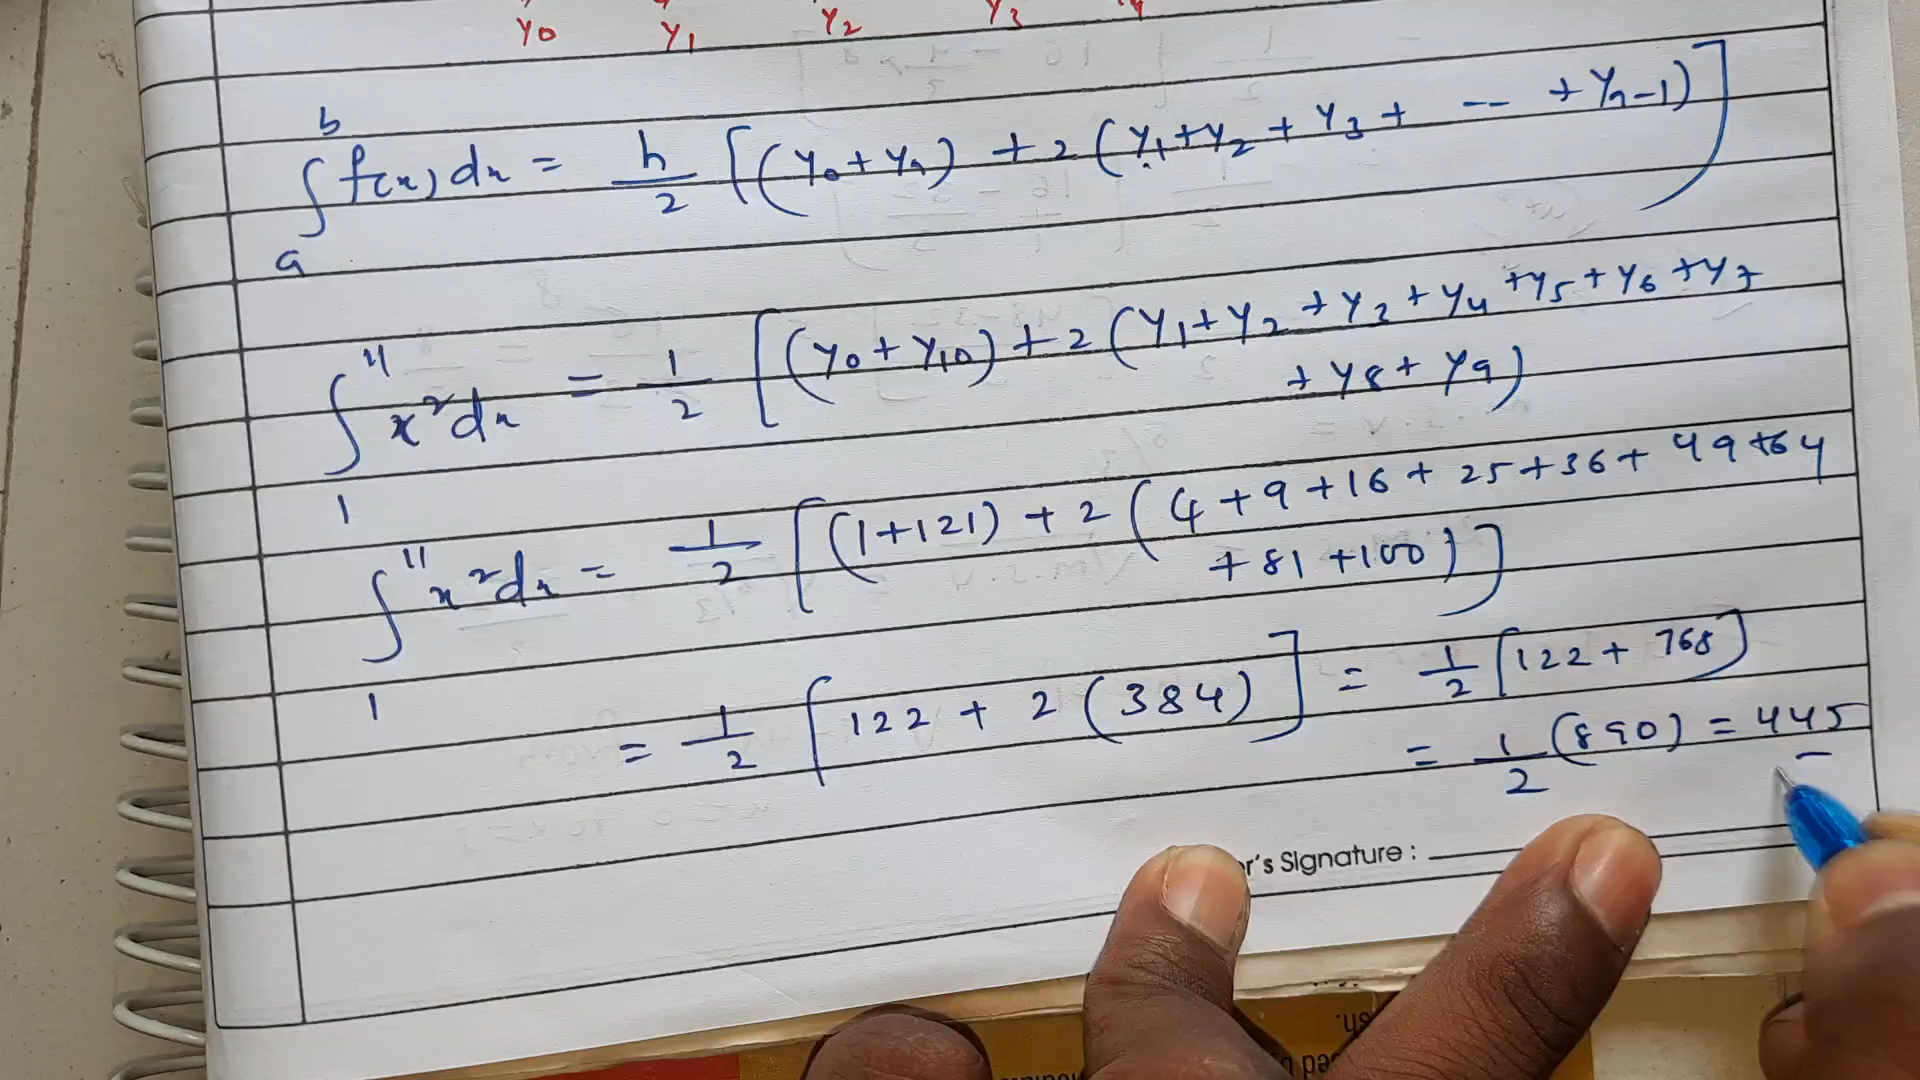 y0 y1 y2 y3 y4
b
∫ f(x) dx = h/2 [(y0 + yn) + 2 (y1 + y2 + y3 + -- + yn-1)]
a
11
∫ x² dx = 1/2 [(y0 + y10) + 2 (y1 + y2 + y3 + y4 + y5 + y6 + y7
+ y8 + y9)
1
11
∫ x² dx = 1/2 [(1+121) + 2 (4 + 9 + 16 + 25 + 36 + 49 + 64
+ 81 + 100)]
1
= 1/2 [122 + 2 (384)] = 1/2 [122 + 768]
= 1/2 (890) = 445
r's Signature :